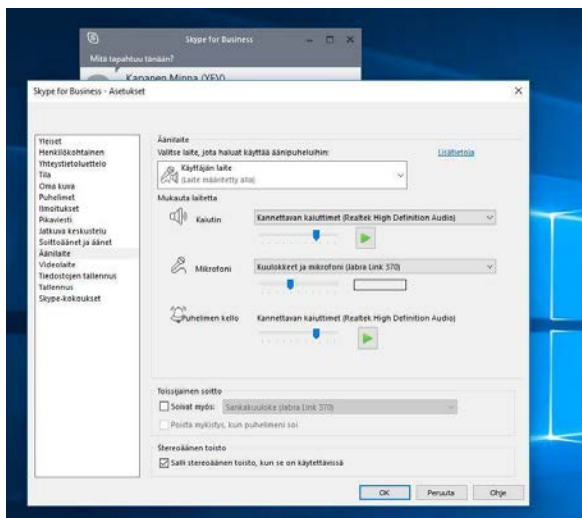 Skype for Business
Mitä tapahtuu tänään?
Kananen Minna (YFV)
Skype for Business - Asetukset
Yleiset
Henkilökohtainen
Yhteystietoluettelo
Tila
Oma kuva
Puhelimet
Ilmoitukset
Pikaviesti
Jatkuva keskustelu
Soittoäänet ja äänet
Äänilaite
Videolaite
Tiedostojen tallennus
Tallennus
Skype-kokoukset
Äänilaite
Valitse laite, jota haluat käyttää äänipuheluihin:
Lisätietoja
Käyttäjän laite
(Laite määritetty alla)
Mukauta laitetta
Kaiutin
Kannettavan kaiuttimet (Realtek High Definition Audio)
Mikrofoni
Kuulokkeet ja mikrofoni (Jabra Link 370)
Puhelimen kello
Kannettavan kaiuttimet (Realtek High Definition Audio)
Toissijainen soitto
Soivat myös:
Sankakuuloke (Jabra Link 370)
Poista mykistys, kun puhelimeni soi
Stereoäänen toisto
Salli stereoäänen toisto, kun se on käytettävissä
OK
Peruuta
Ohje